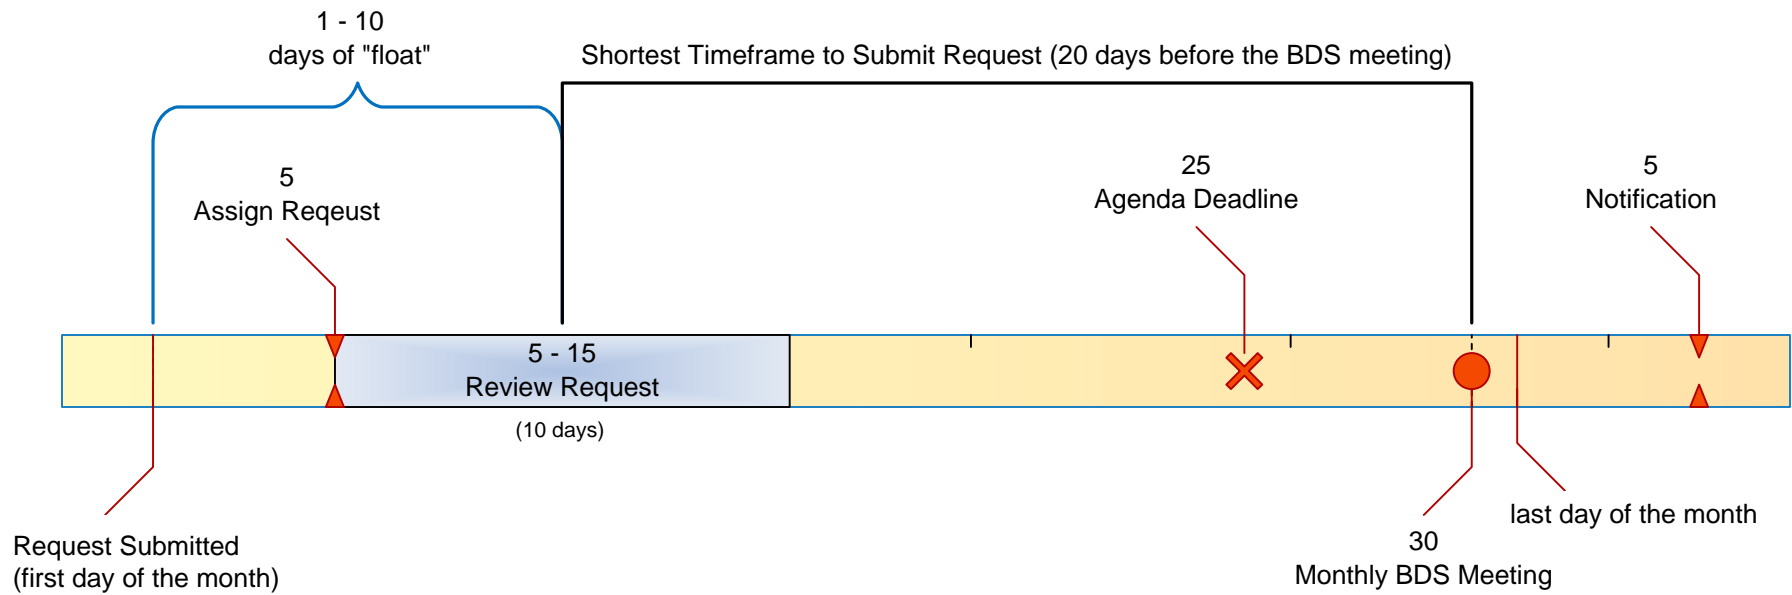 1 - 10
days of "float"
Shortest Timeframe to Submit Request (20 days before the BDS meeting)
5
Assign Reqeust
25
Agenda Deadline
5
Notification
5 - 15
Review Request
(10 days)
Request Submitted
(first day of the month)
last day of the month
30
Monthly BDS Meeting